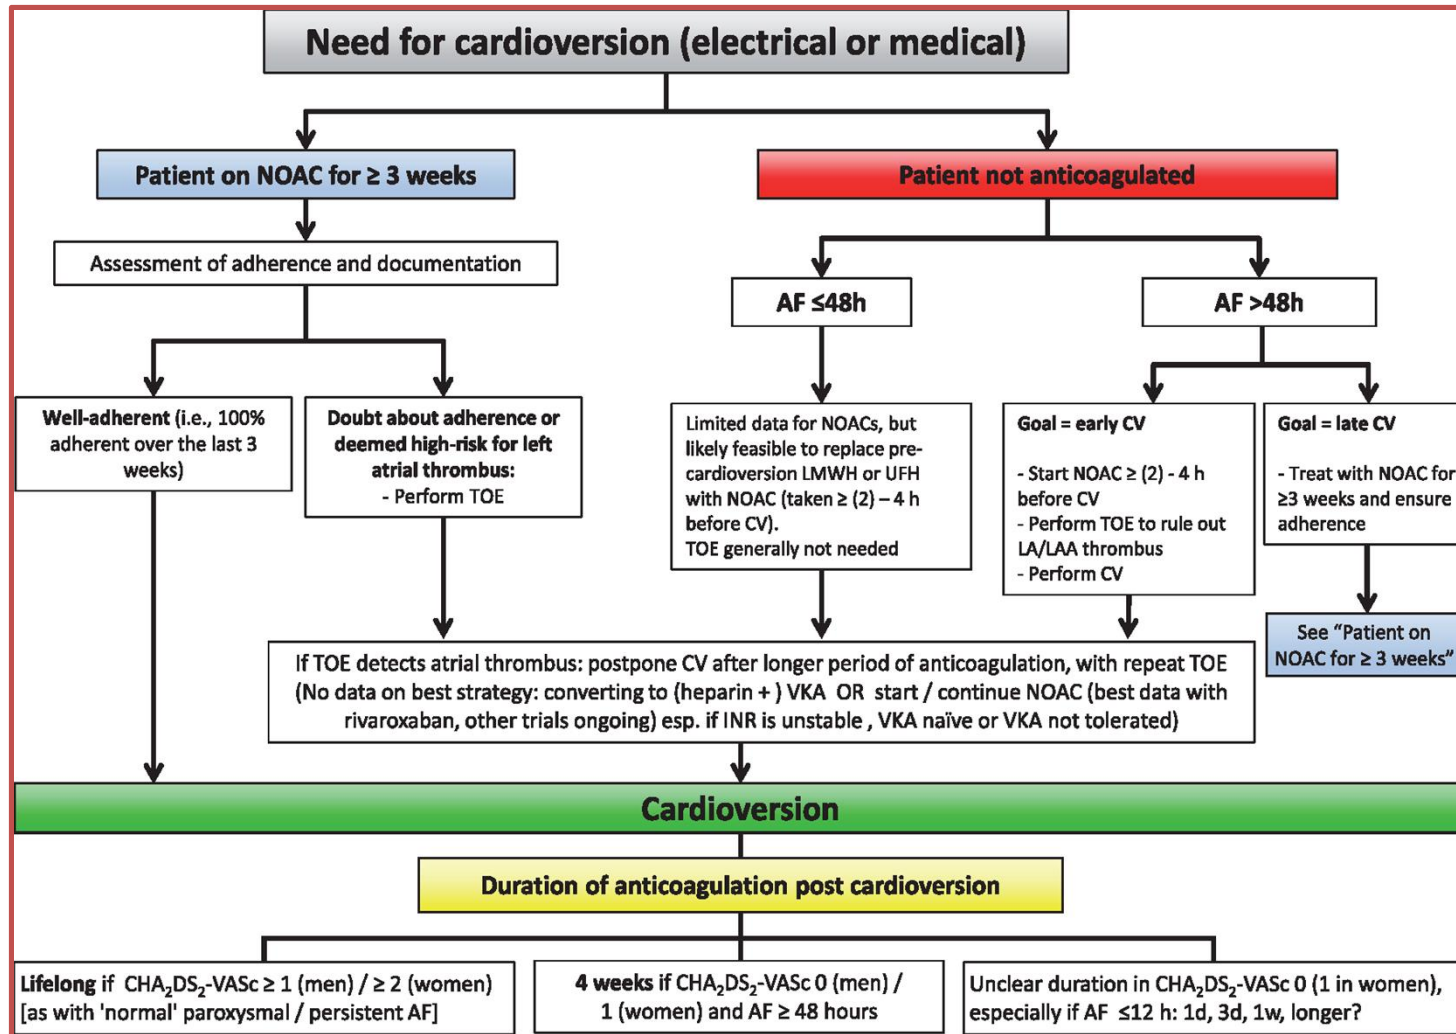 Need for cardioversion (electrical or medical)
Patient on NOAC for ≥ 3 weeks
Assessment of adherence and documentation
Well-adherent (i.e., 100%
adherent over the last 3
weeks)
Doubt about adherence or
deemed high-risk for left
atrial thrombus:
- Perform TOE
Patient not anticoagulated
AF ≤48h
AF >48h
Limited data for NOACs, but
likely feasible to replace pre-
cardioversion LMWH or UFH
with NOAC (taken ≥ (2) – 4 h
before CV).
TOE generally not needed
Goal = early CV
- Start NOAC ≥ (2) - 4 h
before CV
- Perform TOE to rule out
LA/LAA thrombus
- Perform CV
Goal = late CV
- Treat with NOAC for
≥3 weeks and ensure
adherence
See “Patient on
NOAC for ≥ 3 weeks”
If TOE detects atrial thrombus: postpone CV after longer period of anticoagulation, with repeat TOE
(No data on best strategy: converting to (heparin + ) VKA OR start / continue NOAC (best data with
rivaroxaban, other trials ongoing) esp. if INR is unstable , VKA naïve or VKA not tolerated)
Cardioversion
Duration of anticoagulation post cardioversion
Lifelong if CHA₂DS₂-VASc ≥ 1 (men) / ≥ 2 (women)
[as with 'normal' paroxysmal / persistent AF]
4 weeks if CHA₂DS₂-VASc 0 (men) /
1 (women) and AF ≥ 48 hours
Unclear duration in CHA₂DS₂-VASc 0 (1 in women),
especially if AF ≤12 h: 1d, 3d, 1w, longer?